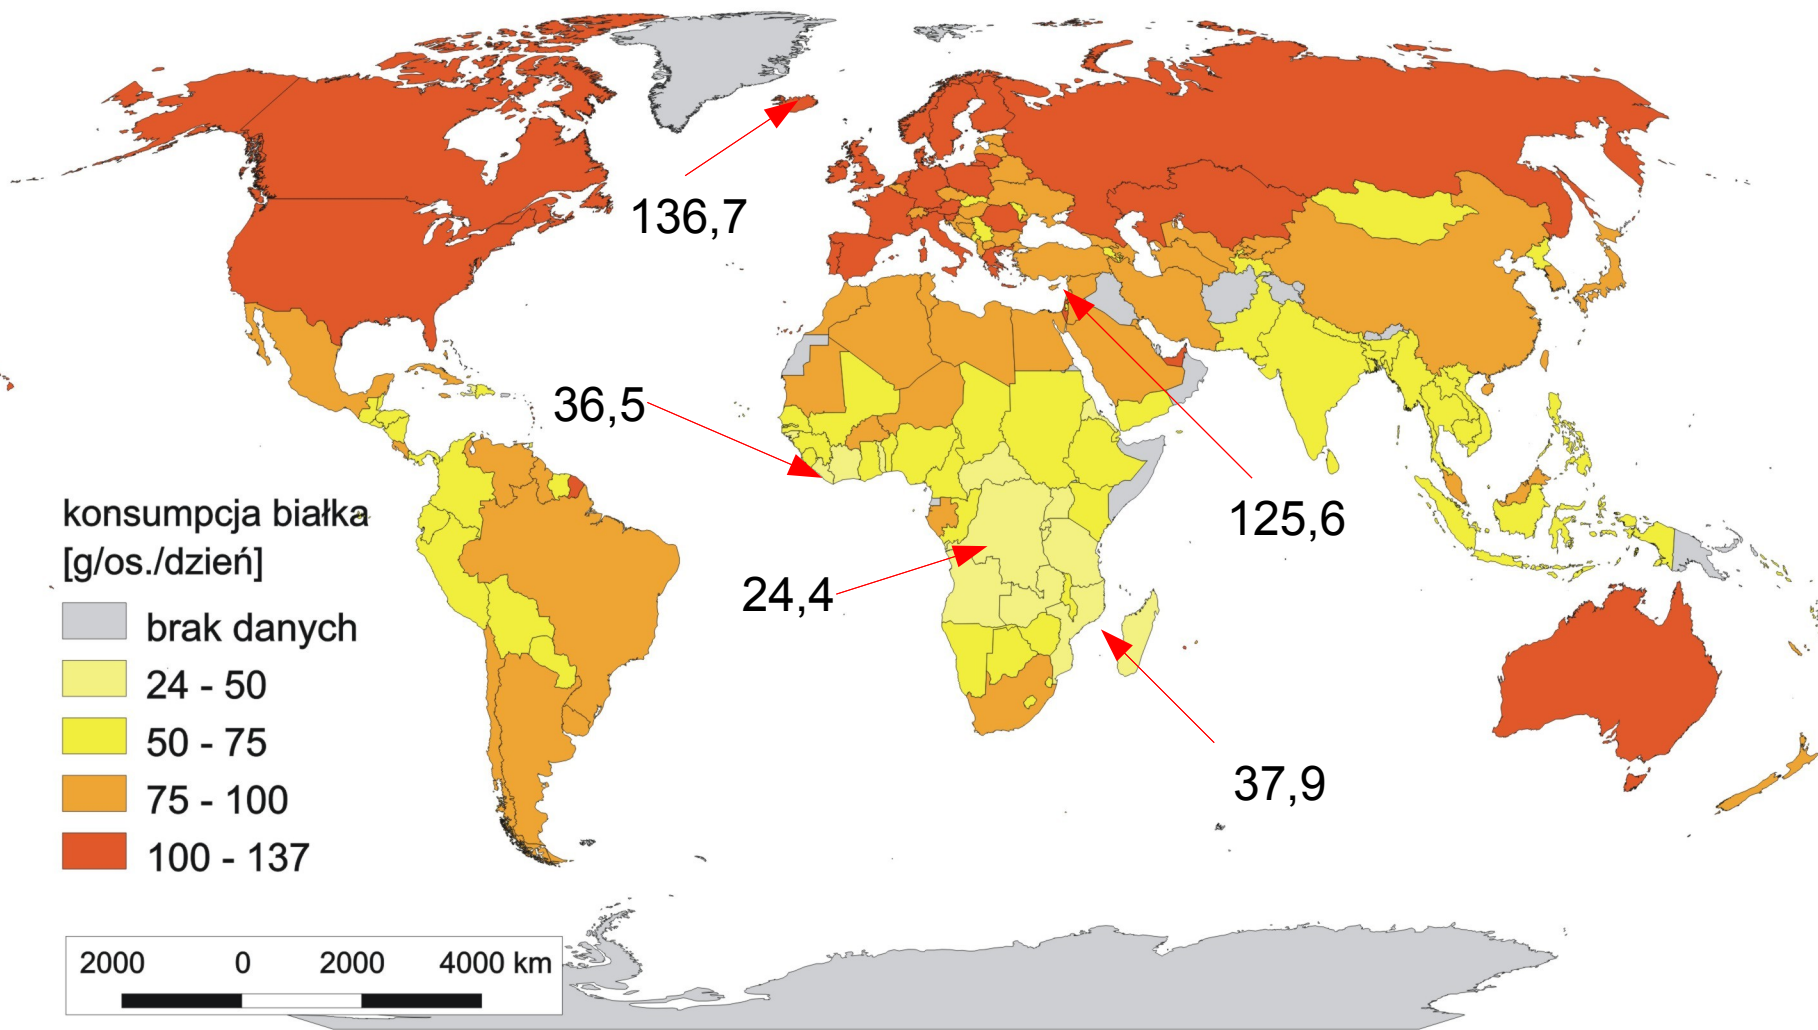 136,7
36,5
125,6
24,4
37,9
konsumpcja białka
[g/os./dzień]
brak danych
24 - 50
50 - 75
75 - 100
100 - 137
2000 0 2000 4000 km